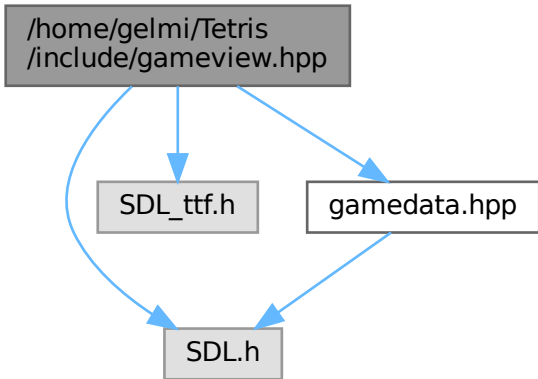 /home/gelmi/Tetris
/include/gameview.hpp
SDL_ttf.h
gamedata.hpp
SDL.h